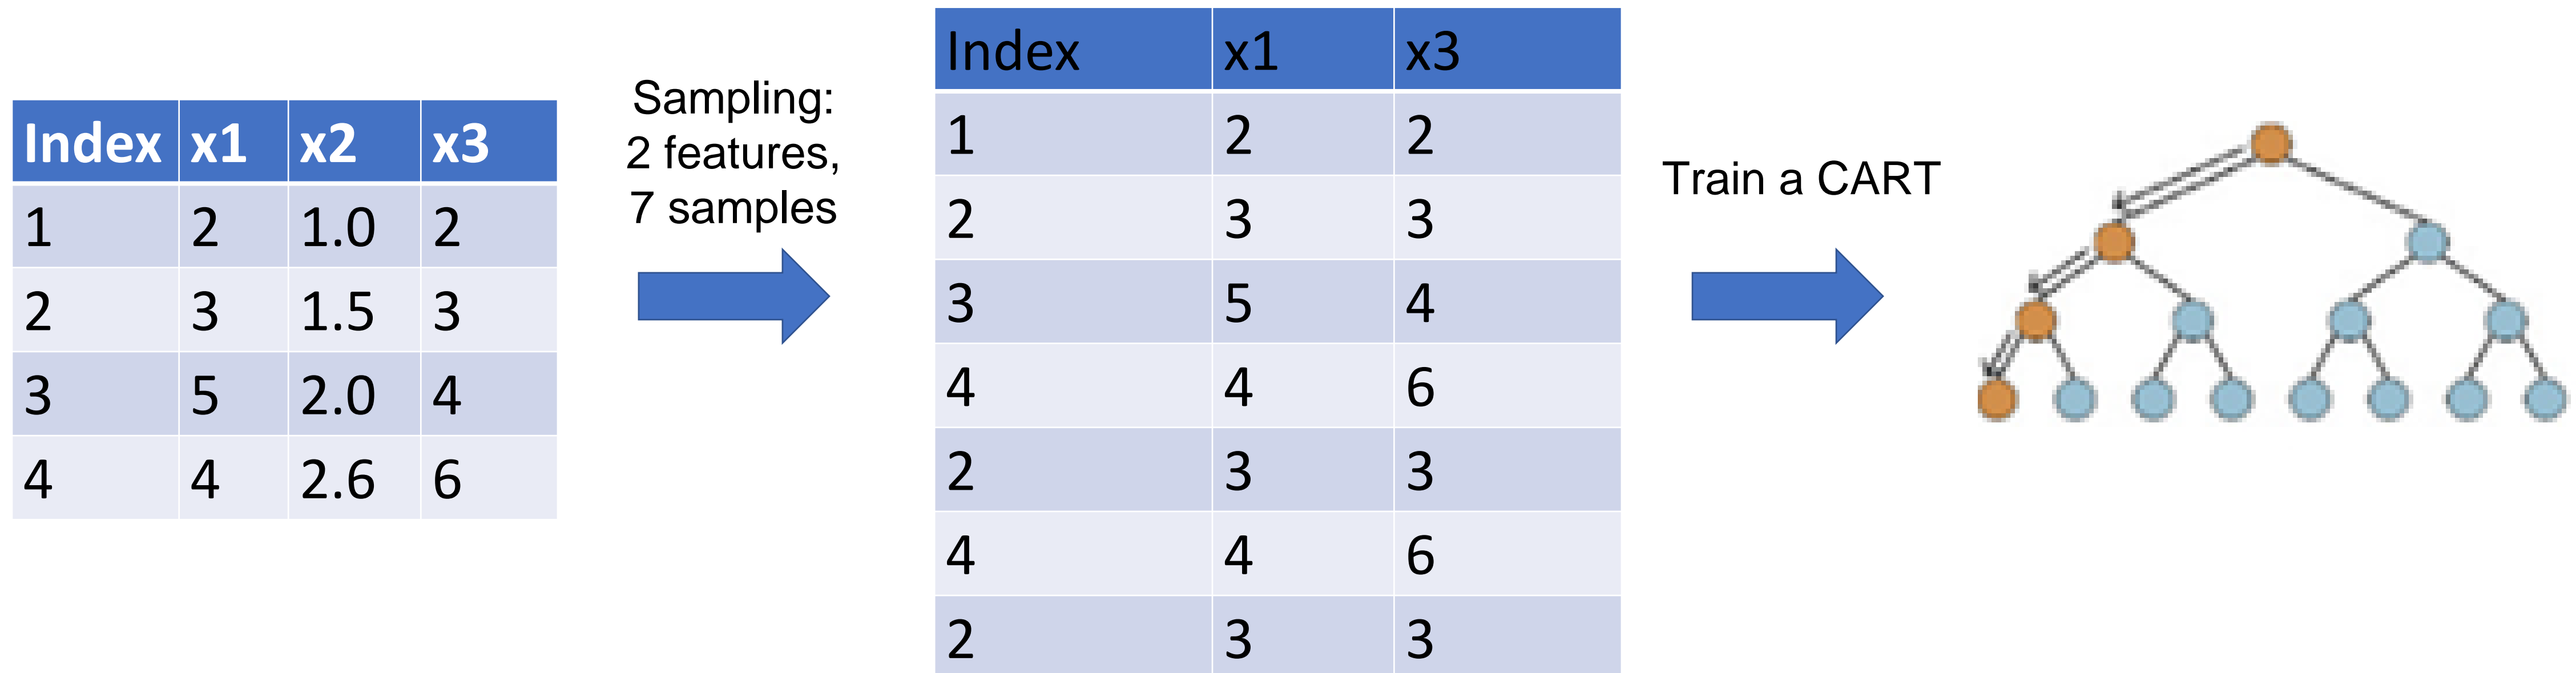 Index x1 x2 x3
1 2 1.0 2
2 3 1.5 3
3 5 2.0 4
4 4 2.6 6
Sampling:
2 features,
7 samples
Index x1 x3
1 2 2
2 3 3
3 5 4
4 4 6
2 3 3
4 4 6
2 3 3
Train a CART